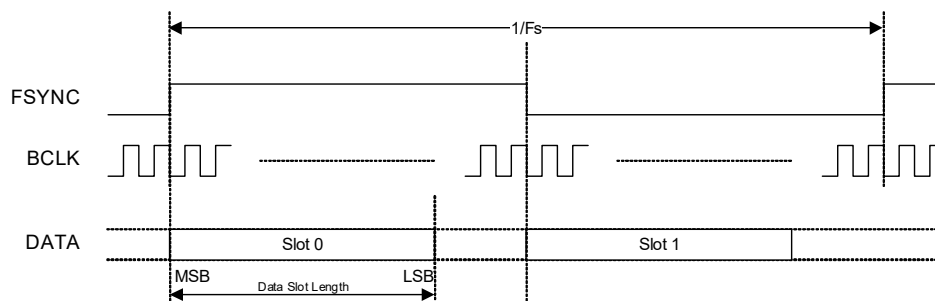 1/Fs
FSYNC
BCLK
DATA
Slot 0
Slot 1
MSB
LSB
Data Slot Length